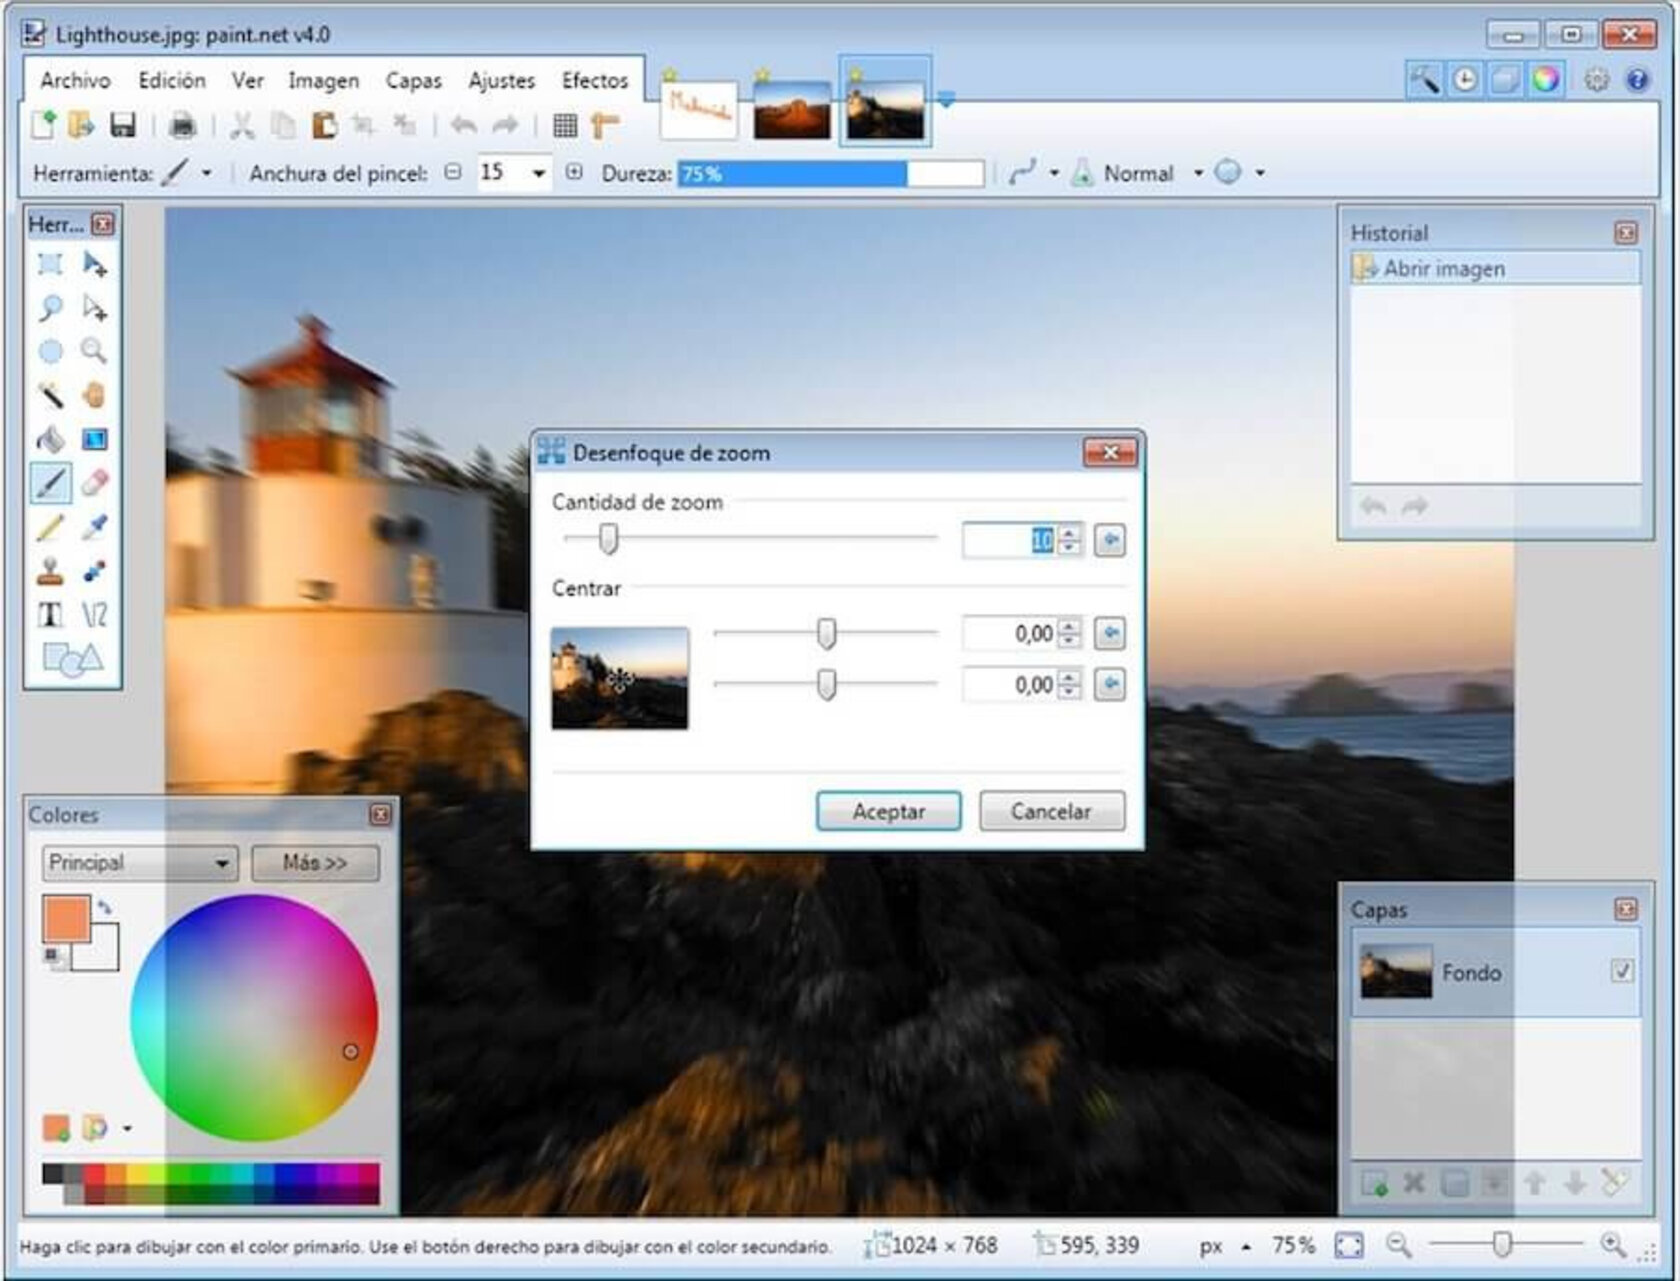 Lighthouse.jpg: paint.net v4.0
Archivo Edición Ver Imagen Capas Ajustes Efectos
Herramienta: Anchura del pincel: 15 Dureza: 75% Normal
Herr...
Historial
Abrir imagen
Desenfoque de zoom
Cantidad de zoom
10
Centrar
0,00
0,00
Aceptar Cancelar
Colores
Principal Más >>
Capas
Fondo
Haga clic para dibujar con el color primario. Use el botón derecho para dibujar con el color secundario. 1024 × 768 595, 339 px 75%